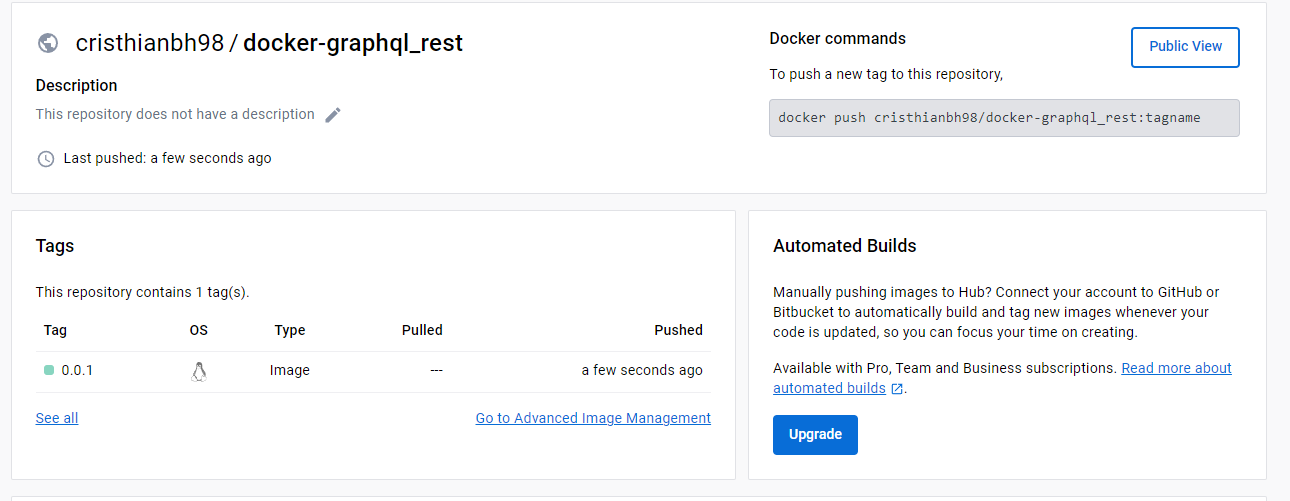 cristhianbh98 / docker-graphql_rest
Description
This repository does not have a description
Last pushed: a few seconds ago
Docker commands
Public View
To push a new tag to this repository,
docker push cristhianbh98/docker-graphql_rest:tagname
Tags
This repository contains 1 tag(s).
Tag OS Type Pulled Pushed
0.0.1 Image --- a few seconds ago
See all Go to Advanced Image Management
Automated Builds
Manually pushing images to Hub? Connect your account to GitHub or
Bitbucket to automatically build and tag new images whenever your
code is updated, so you can focus your time on creating.
Available with Pro, Team and Business subscriptions. Read more about
automated builds .
Upgrade